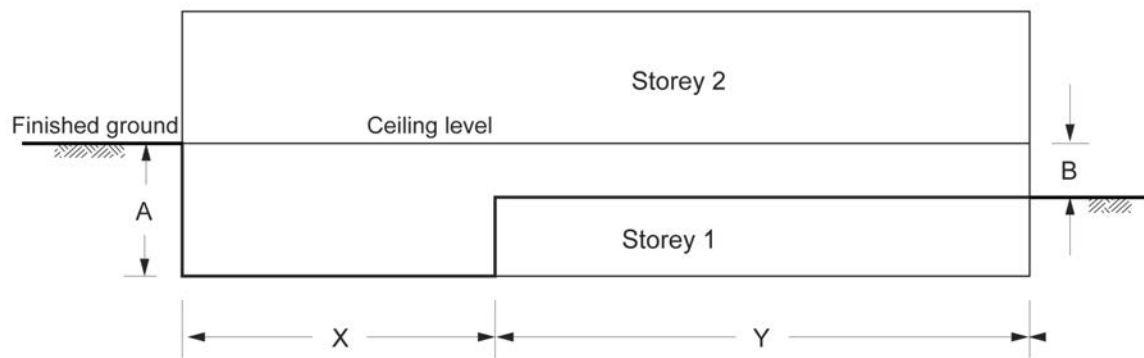 Storey 2
Finished ground
Ceiling level
A
B
Storey 1
X
Y